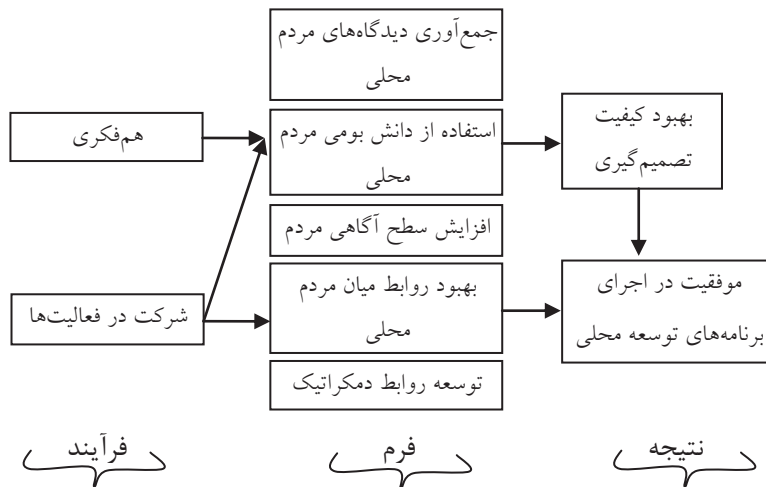 جمع‌آوری دیدگاه‌های مردم
محلی
هم‌فکری
استفاده از دانش بومی مردم
محلی
بهبود کیفیت
تصمیم‌گیری
افزایش سطح آگاهی مردم
شرکت در فعالیت‌ها
بهبود روابط میان مردم
محلی
موفقیت در اجرای
برنامه‌های توسعه محلی
توسعه روابط دمکراتیک
فرآیند
فرم
نتیجه